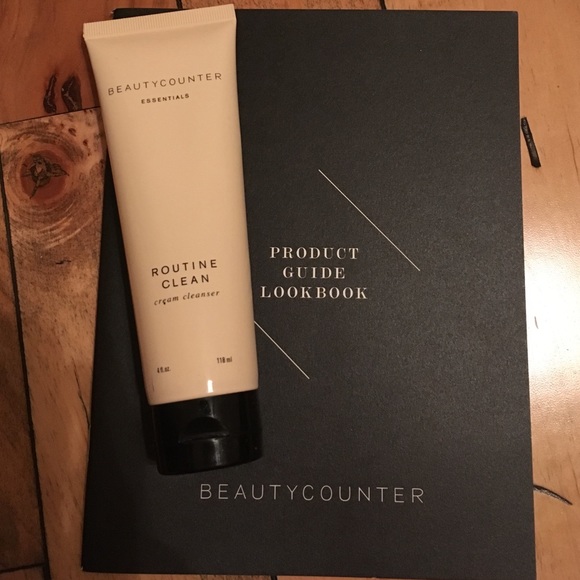 BEAUTYCOUNTER
ESSENTIALS
ROUTINE
CLEAN
cream cleanser
4 fl.oz. 118 ml
PRODUCT
GUIDE
LOOKBOOK
BEAUTYCOUNTER